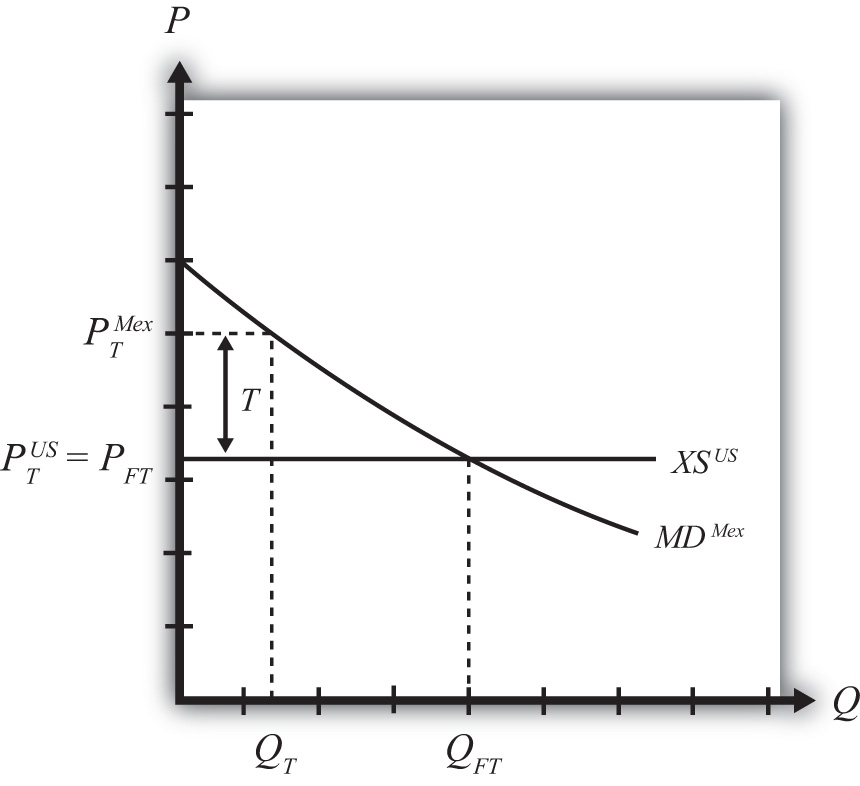 P
P_T^Mex
T
P_T^US = P_FT
XS^US
MD^Mex
Q
Q_T
Q_FT